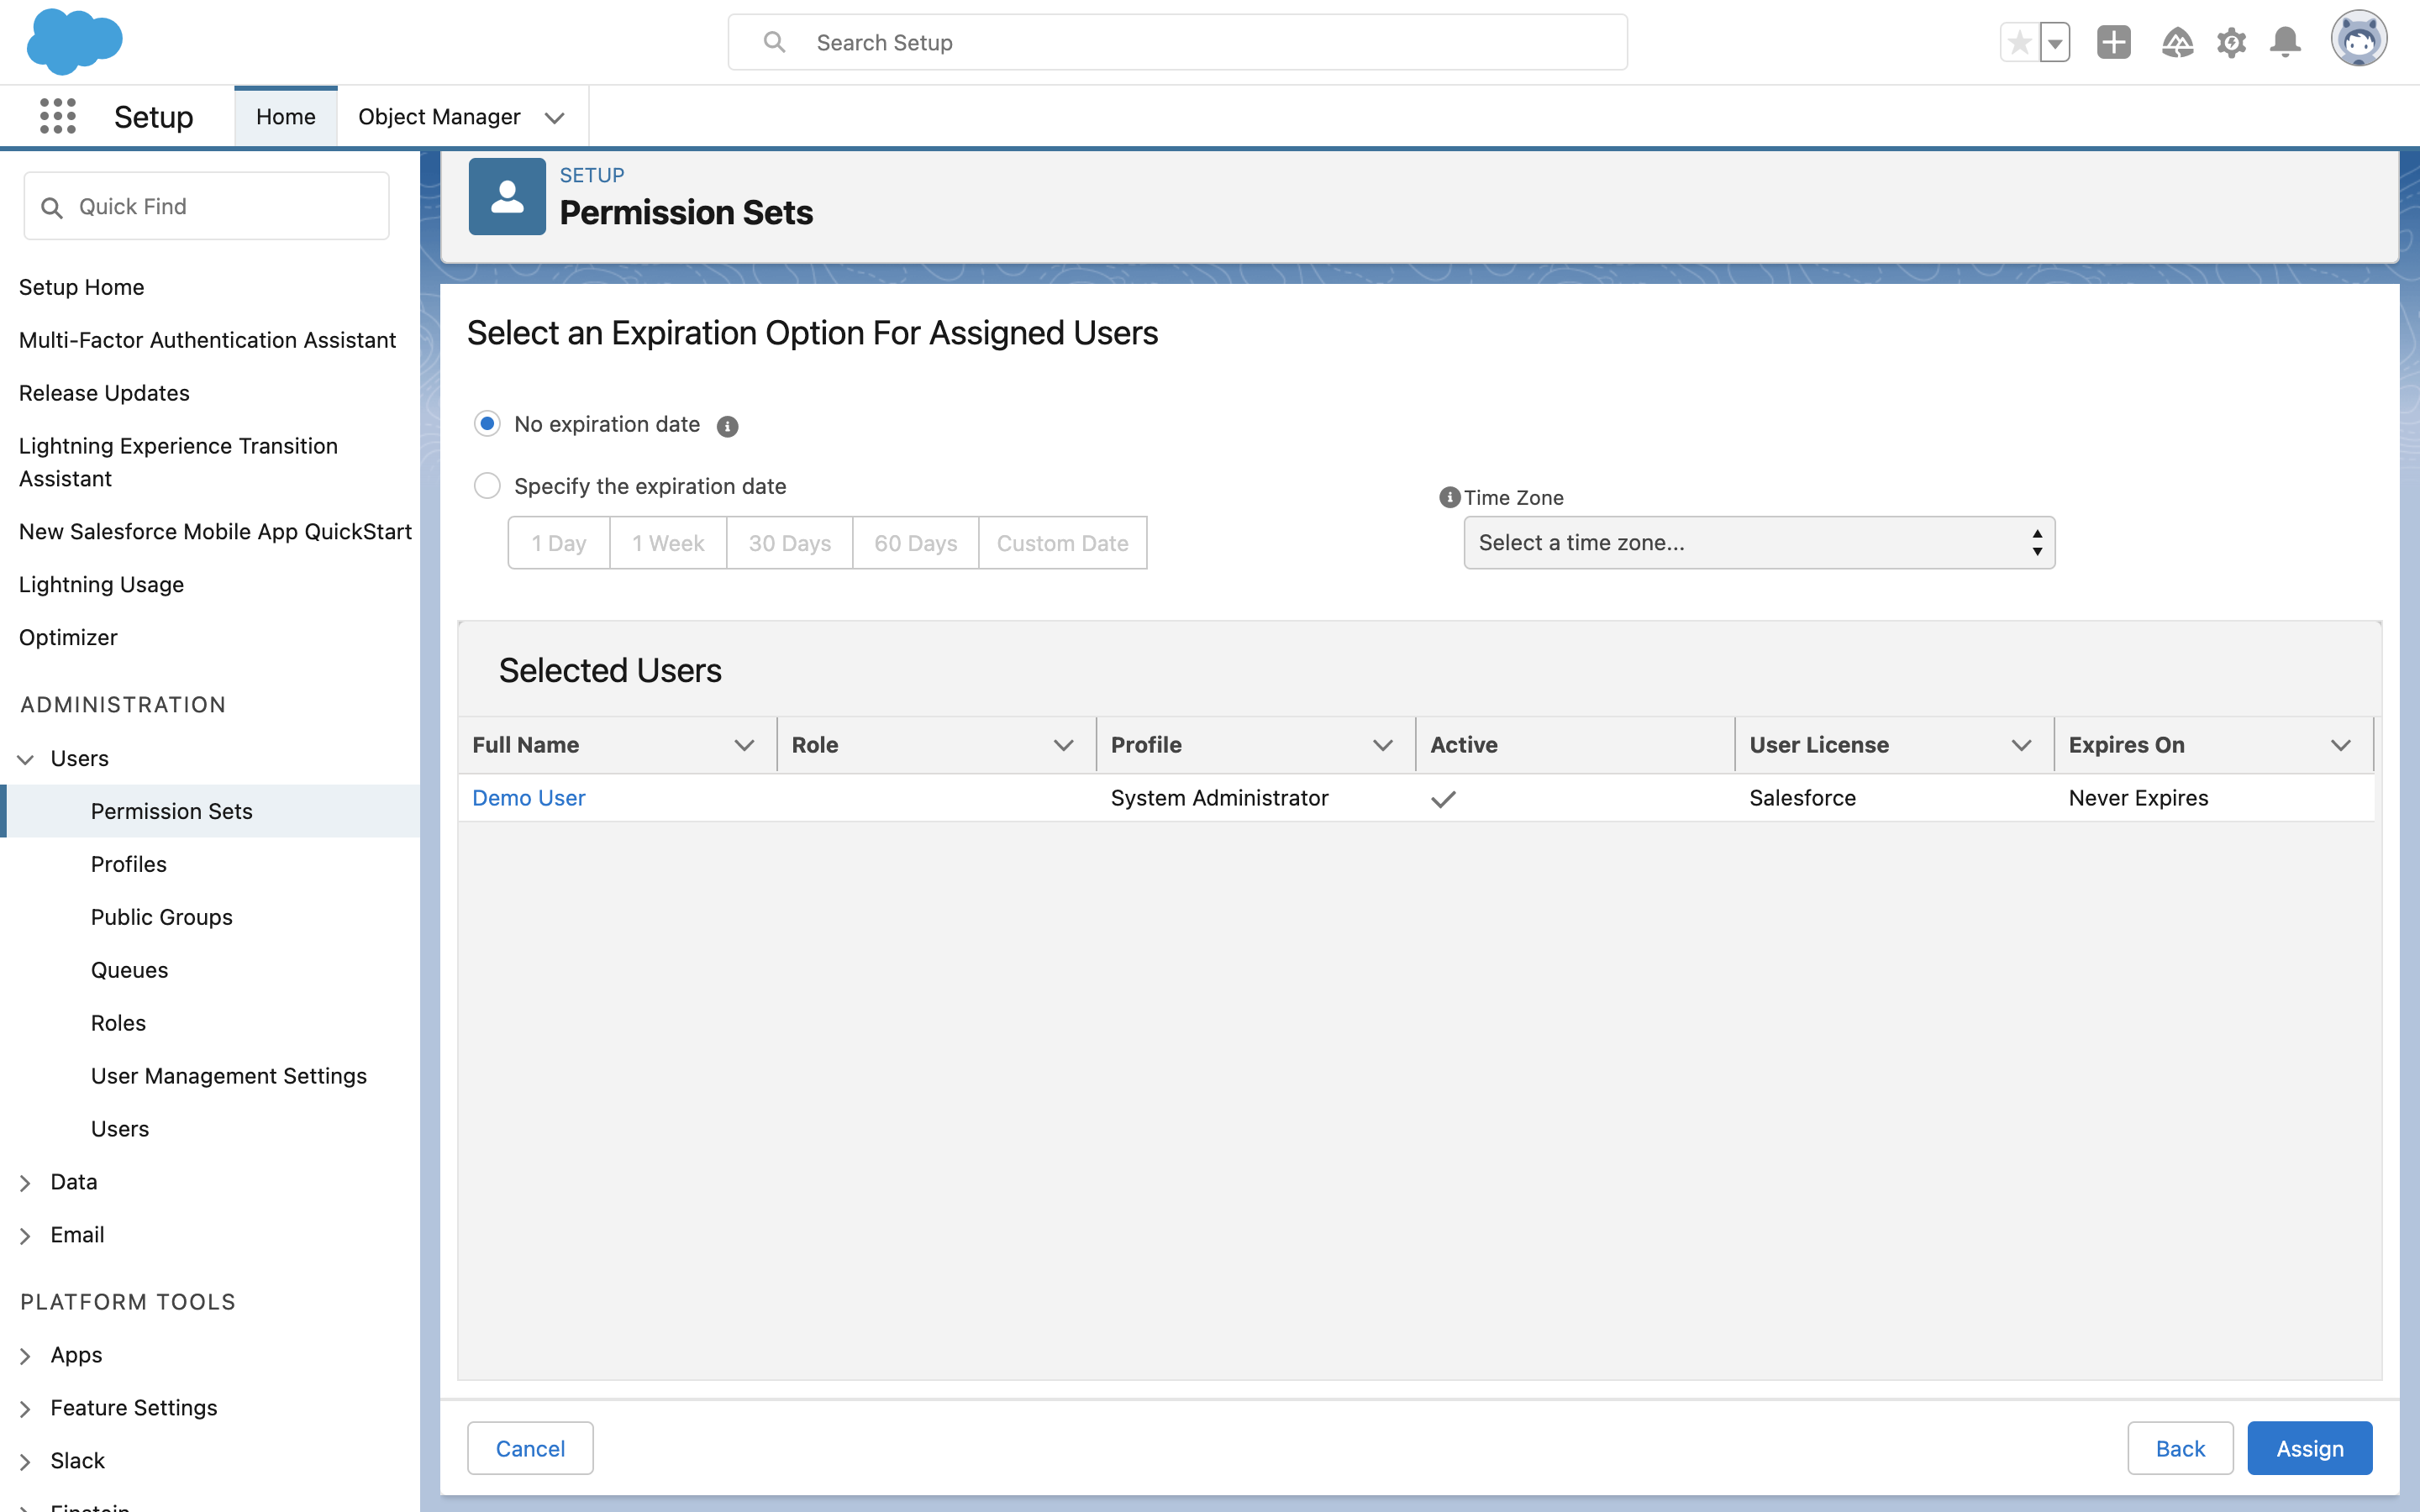 Search Setup
Setup
Home
Object Manager
Quick Find
Setup Home
Multi-Factor Authentication Assistant
Release Updates
Lightning Experience Transition
Assistant
New Salesforce Mobile App QuickStart
Lightning Usage
Optimizer
ADMINISTRATION
Users
Permission Sets
Profiles
Public Groups
Queues
Roles
User Management Settings
Users
Data
Email
PLATFORM TOOLS
Apps
Feature Settings
Slack
Einstein
SETUP
Permission Sets
Select an Expiration Option For Assigned Users
No expiration date
Specify the expiration date
1 Day 1 Week 30 Days 60 Days Custom Date
Time Zone
Select a time zone...
Selected Users
Full Name Role Profile Active User License Expires On
Demo User System Administrator Salesforce Never Expires
Cancel Back Assign